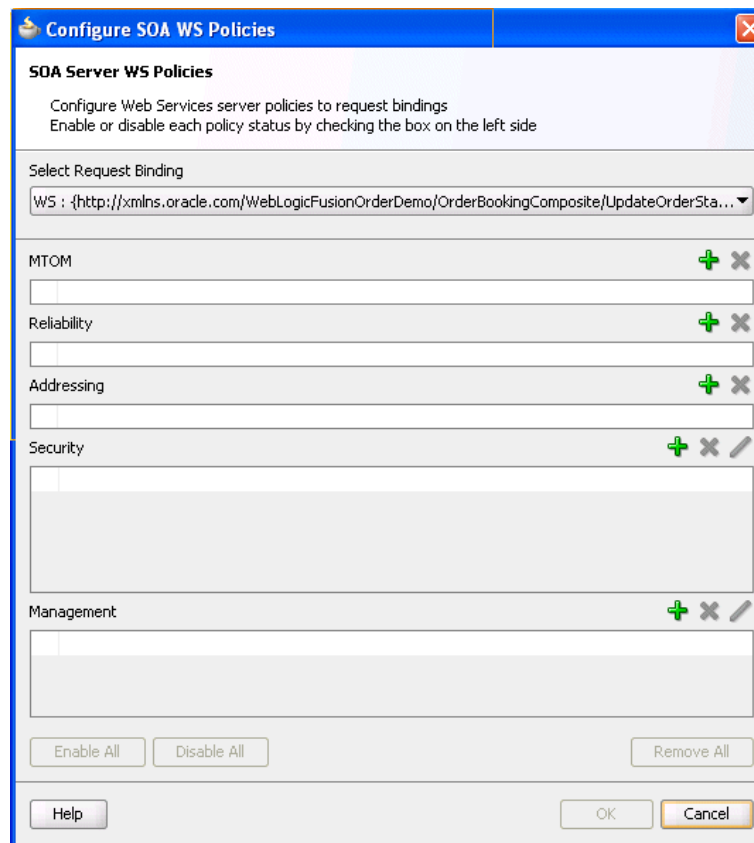 Configure SOA WS Policies
SOA Server WS Policies
Configure Web Services server policies to request bindings
Enable or disable each policy status by checking the box on the left side
Select Request Binding
WS : {http://xmlns.oracle.com/WebLogicFusionOrderDemo/OrderBookingComposite/UpdateOrderSta...
MTOM
Reliability
Addressing
Security
Management
Enable All Disable All Remove All
Help OK Cancel